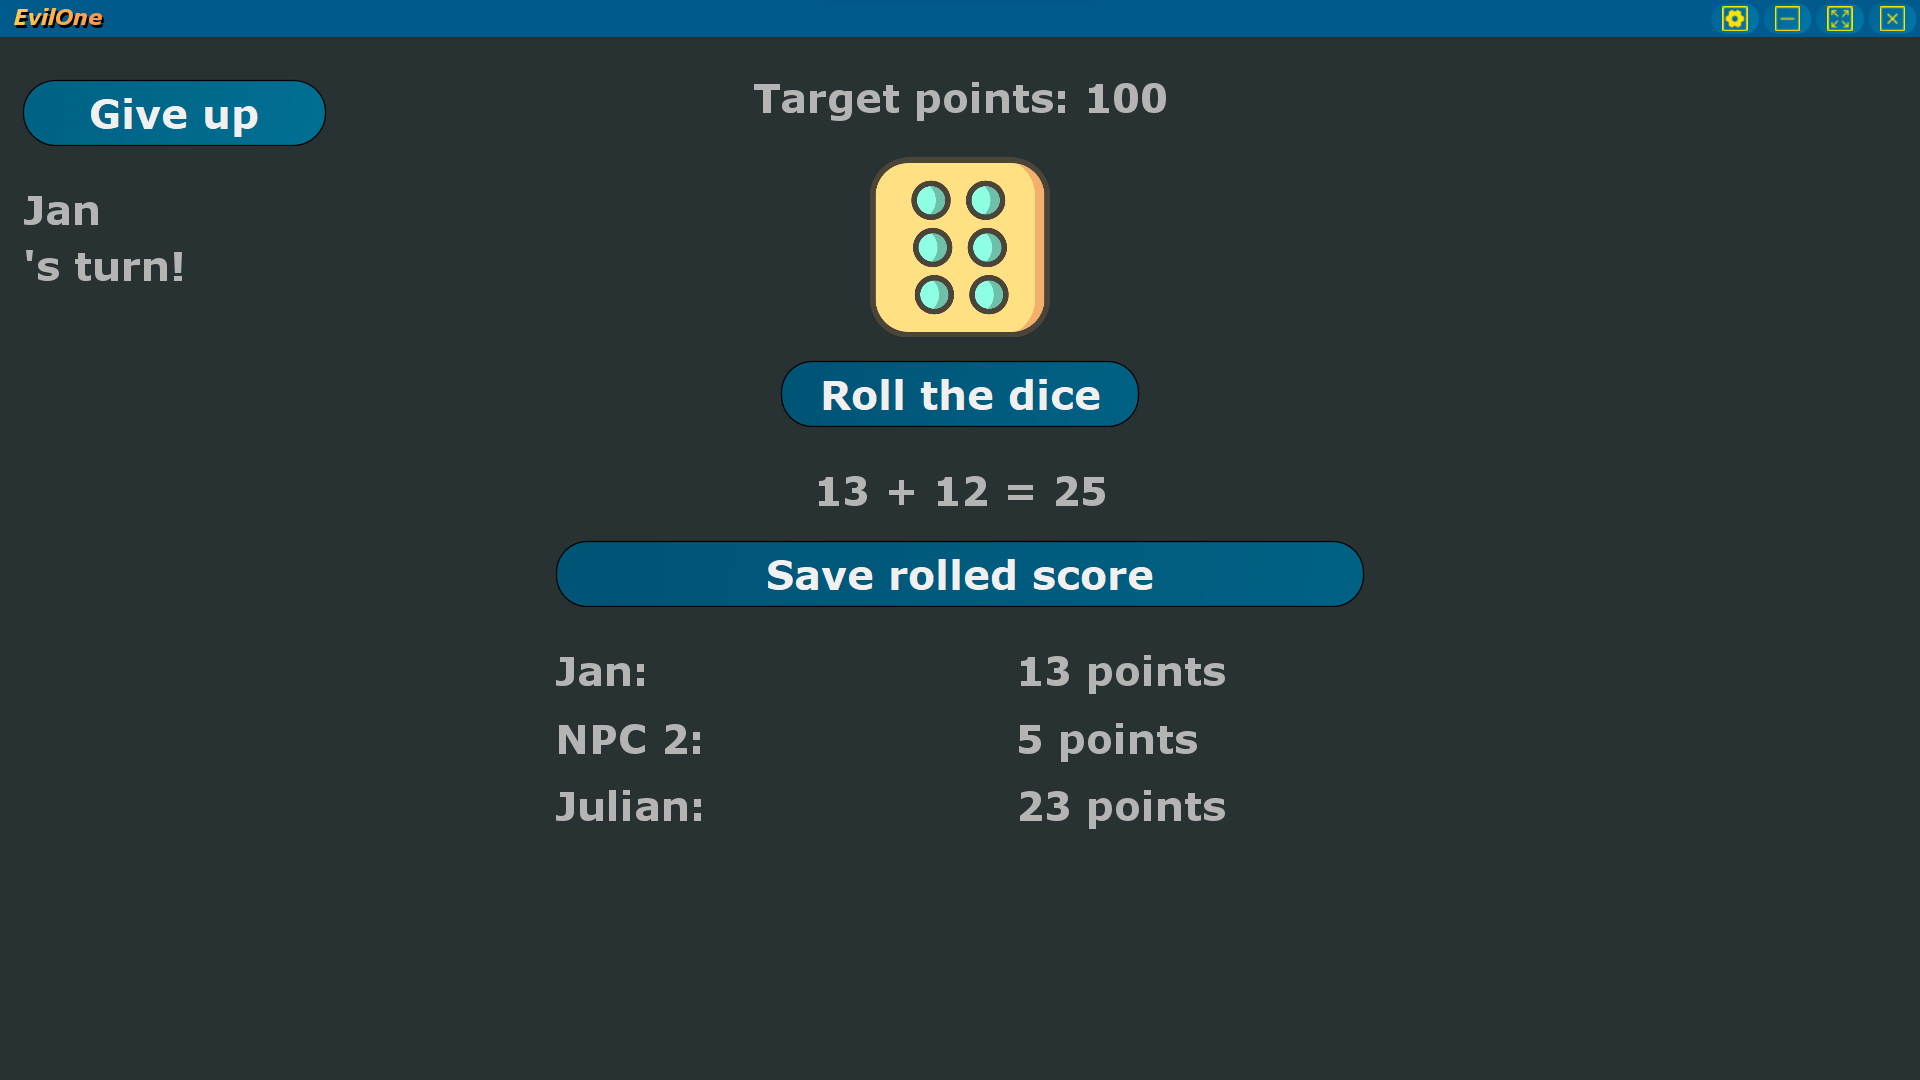 EvilOne
Give up
Target points: 100
Jan
's turn!
Roll the dice
13 + 12 = 25
Save rolled score
Jan: 13 points
NPC 2: 5 points
Julian: 23 points